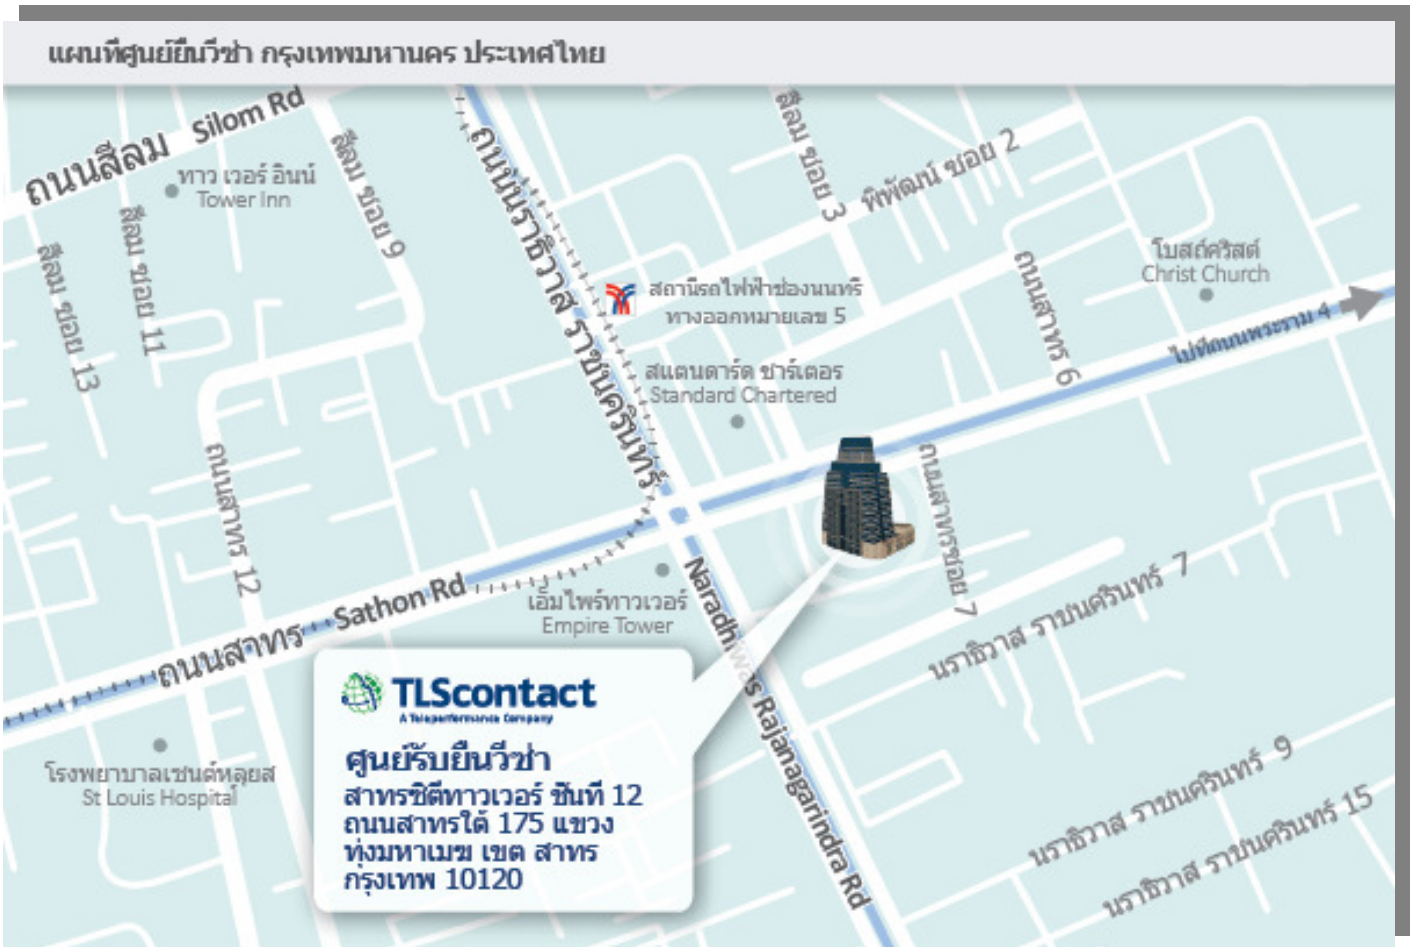 แผนที่ศูนย์ยื่นวีซ่า กรุงเทพมหานคร ประเทศไทย
ถนนสีลม Silom Rd
ทาว เวอร์ อินน์
Tower Inn
สีลม ซอย 9
สีลม ซอย 11
สีลม ซอย 13
ถนนนราธิวาส ราชนครินทร์
สีลม ซอย 3
พิพัฒน์ ซอย 2
สถานีรถไฟฟ้าช่องนนทรี
ทางออกหมายเลข 5
สแตนดาร์ด ชาร์เตอร
Standard Chartered
ถนนสาทร 6
โบสถ์คริสต์
Christ Church
ไปที่ถนนพระราม 4
ถนนสาทร 12
ถนนสาทรซอย 7
ถนนสาทร Sathon Rd
เอ็มไพร์ทาวเวอร์
Empire Tower
Naradhiwas Rajanagarindra Rd
นราธิวาส ราชนครินทร์ 7
นราธิวาส ราชนครินทร์ 9
นราธิวาส ราชนครินทร์ 15
โรงพยาบาลเซนต์หลุยส
St Louis Hospital
TLScontact
A Teleperformance Company
ศูนย์รับยื่นวีซ่า
สาทรซิตี้ทาวเวอร์ ชั้นที่ 12
ถนนสาทรใต้ 175 แขวง
ทุ่งมหาเมฆ เขต สาทร
กรุงเทพ 10120